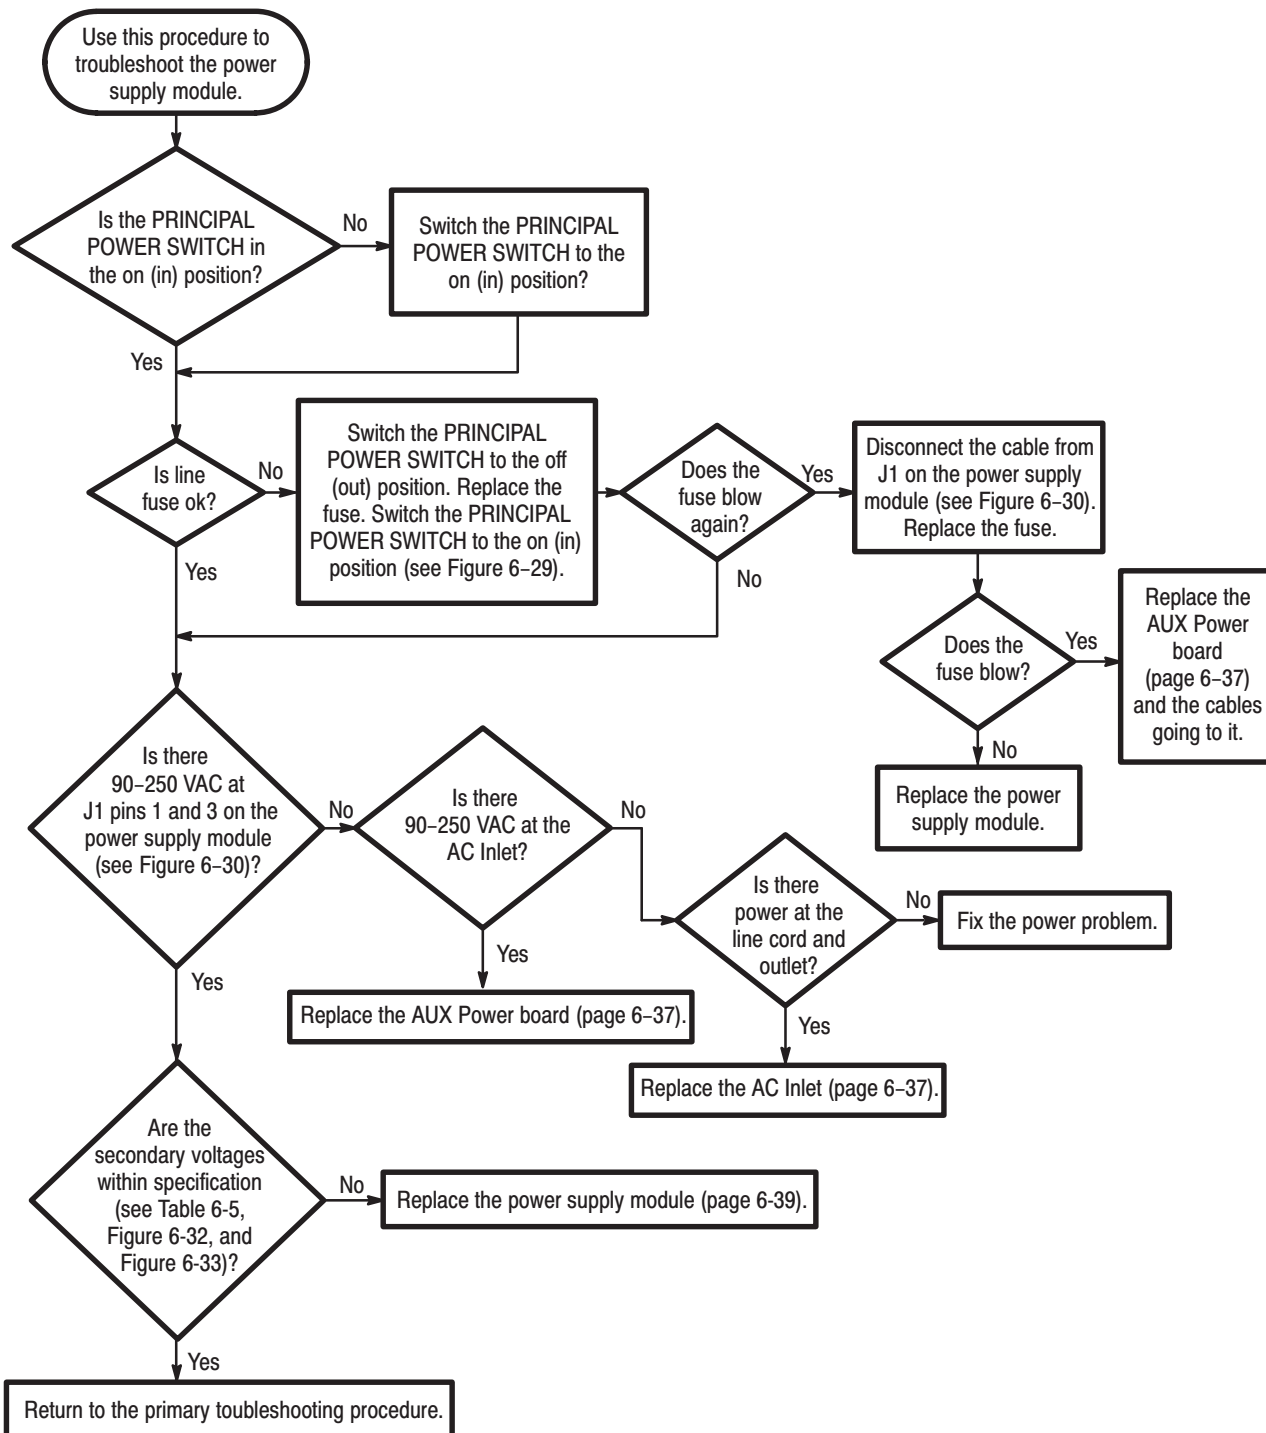 Use this procedure to
troubleshoot the power
supply module.
Is the PRINCIPAL
POWER SWITCH in
the on (in) position?
No
Switch the PRINCIPAL
POWER SWITCH to the
on (in) position?
Yes
Is line
fuse ok?
No
Switch the PRINCIPAL
POWER SWITCH to the off
(out) position. Replace the
fuse. Switch the PRINCIPAL
POWER SWITCH to the on (in)
position (see Figure 6–29).
Does the
fuse blow
again?
Yes
Disconnect the cable from
J1 on the power supply
module (see Figure 6–30).
Replace the fuse.
Yes
No
Does the
fuse blow?
Yes
Replace the
AUX Power
board
(page 6–37)
and the cables
going to it.
No
Replace the power
supply module.
Is there
90–250 VAC at
J1 pins 1 and 3 on the
power supply module
(see Figure 6–30)?
No
Is there
90–250 VAC at the
AC Inlet?
No
Is there
power at the
line cord and
outlet?
No
Fix the power problem.
Yes
Yes
Replace the AUX Power board (page 6–37).
Yes
Replace the AC Inlet (page 6–37).
Are the
secondary voltages
within specification
(see Table 6-5,
Figure 6-32, and
Figure 6-33)?
No
Replace the power supply module (page 6-39).
Yes
Return to the primary toubleshooting procedure.